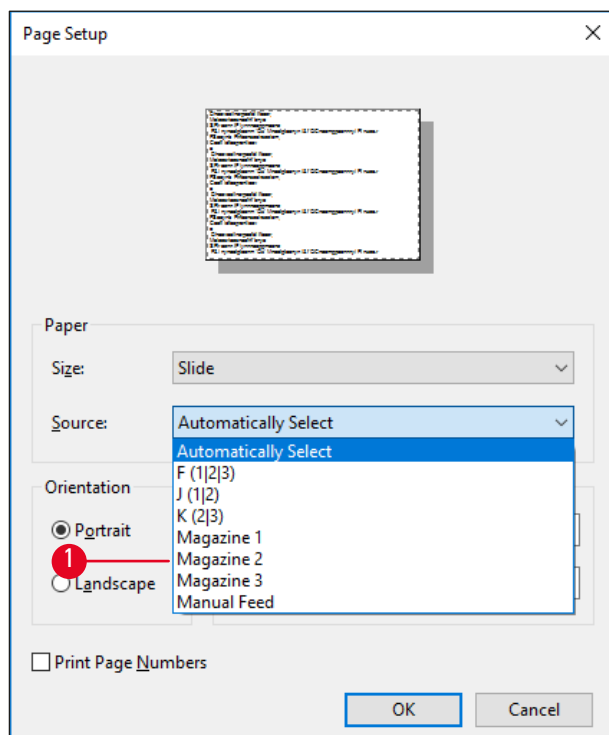 Page Setup
Paper
Size: Slide
Source: Automatically Select
Automatically Select
F (1|2|3)
J (1|2)
K (2|3)
Magazine 1
Magazine 2
Magazine 3
Manual Feed
Orientation
Portrait
1
Landscape
Print Page Numbers
OK Cancel